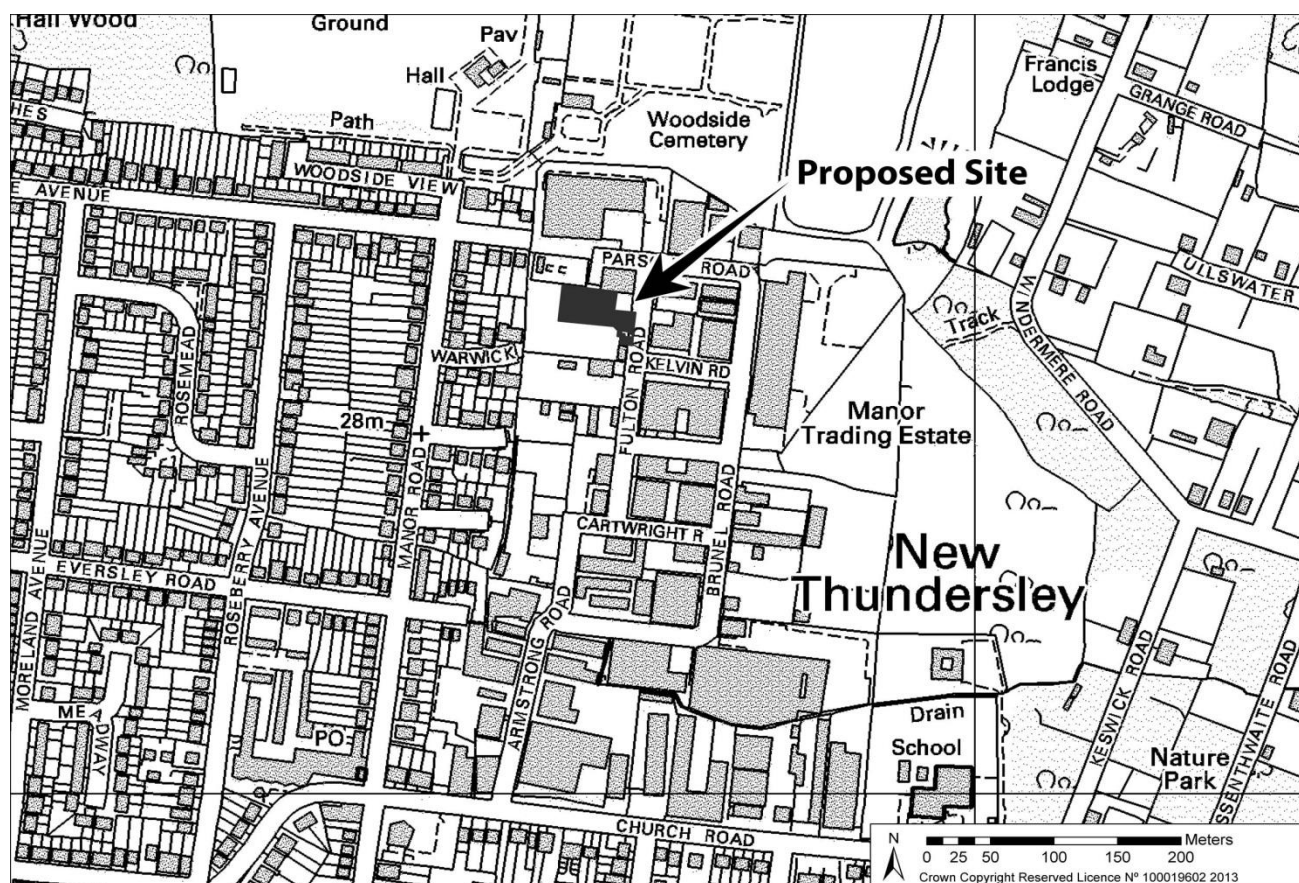 Hall Wood
Ground
Pav
Hall
Path
Woodside
Cemetery
Francis
Lodge
GRANGE ROAD
HES
E AVENUE
WOODSIDE VIEW
Proposed Site
PARS ROAD
ULLSWATER
WINDERMERE ROAD
Track
ROSEMEAD
WARWICK
FULTON ROAD
KELVIN RD
28m
Manor
Trading Estate
MANOR ROAD
BRUNEL ROAD
CARTWRIGHT R
New
Thundersley
MORELAND AVENUE
EVERSLEY ROAD
ROSEBERRY AVENUE
ARMSTRONG ROAD
ME
DWAY
PO
Drain
School
KESWICK ROAD
SSENTHWAITE ROAD
Nature
Park
CHURCH ROAD
N
Meters
0 25 50 100 150 200
Crown Copyright Reserved Licence Nº 100019602 2013